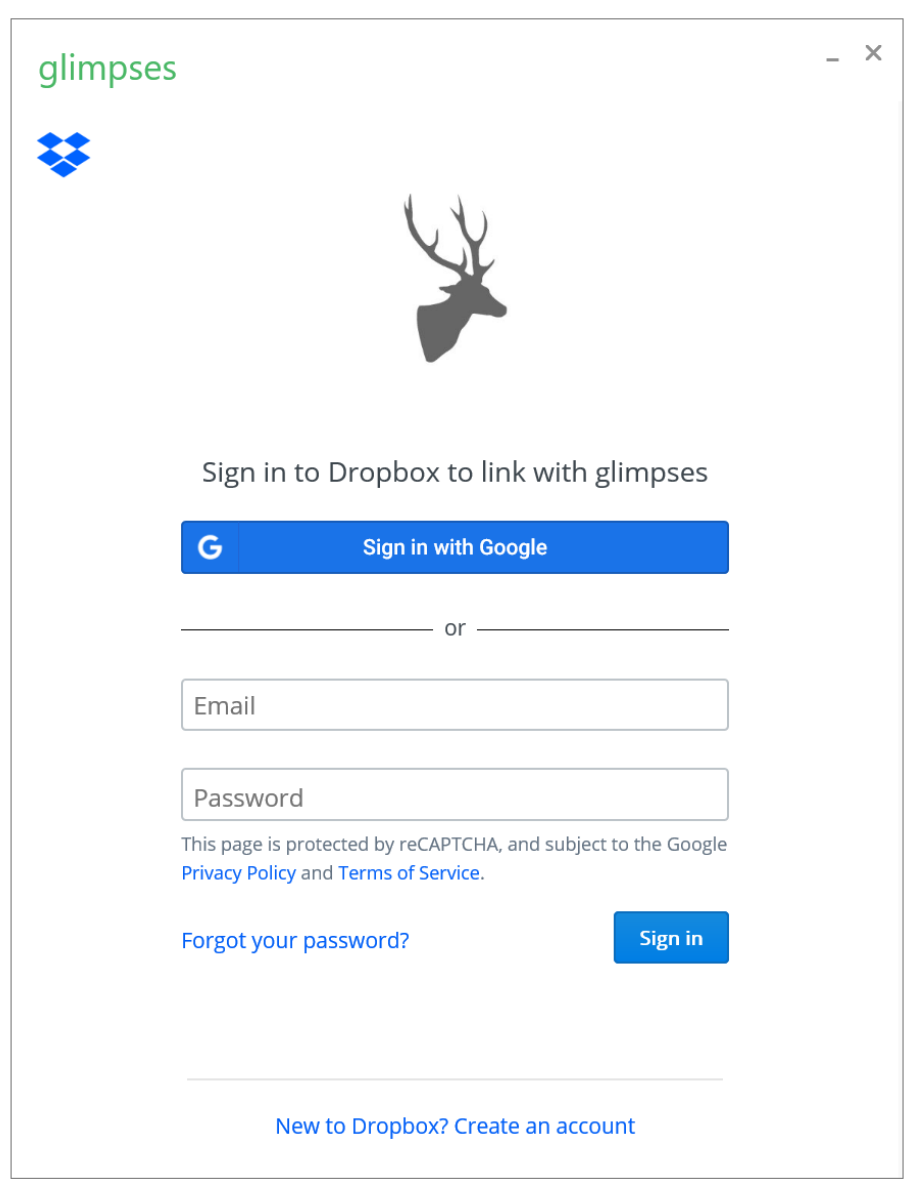 glimpses
Sign in to Dropbox to link with glimpses
G
Sign in with Google
or
Email
Password
This page is protected by reCAPTCHA, and subject to the Google
Privacy Policy and Terms of Service.
Forgot your password?
Sign in
New to Dropbox? Create an account